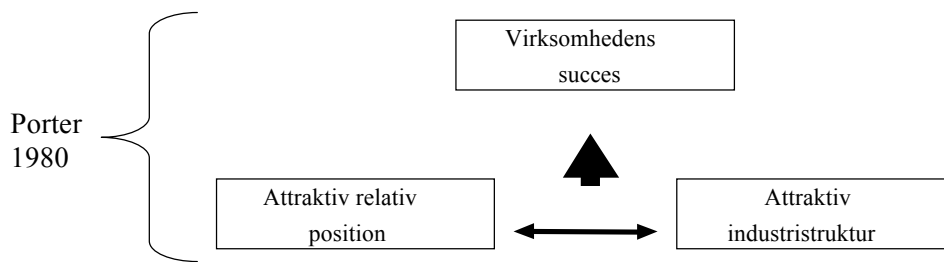 Virksomhedens
succes
Porter
1980
Attraktiv relativ
position
Attraktiv
industristruktur